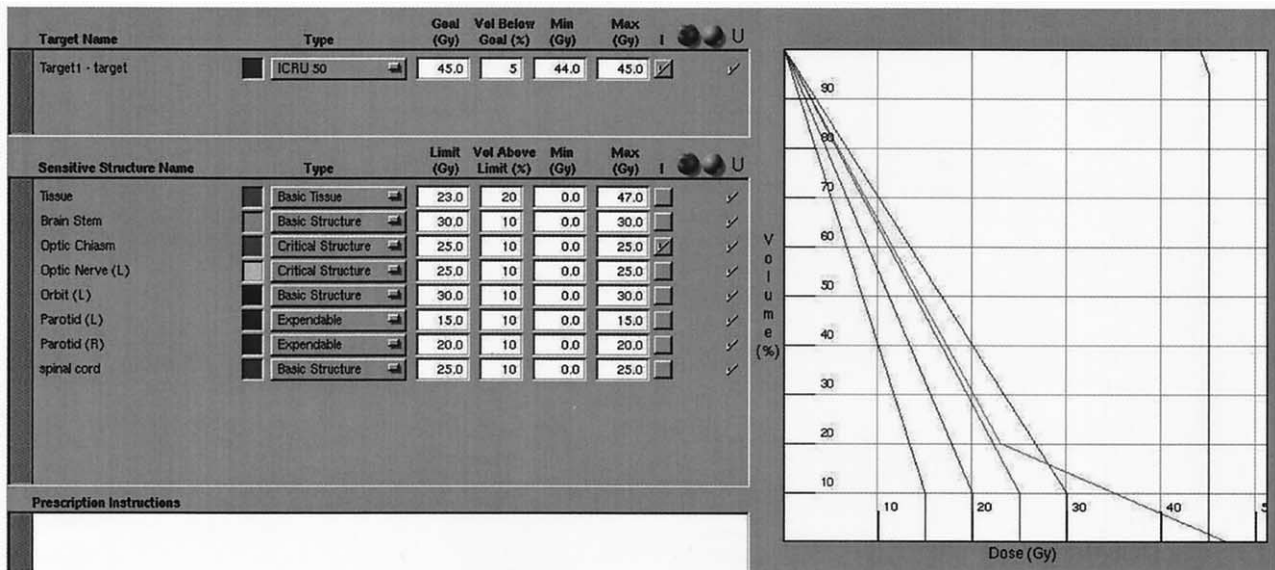 Goal Vol Below Min Max
Target Name Type (Gy) Goal (%) (Gy) (Gy) I U
Target1 - target ICRU 50 45.0 5 44.0 45.0
Limit Vol Above Min Max
Sensitive Structure Name Type (Gy) Limit (%) (Gy) (Gy) I U
Tissue Basic Tissue 23.0 20 0.0 47.0
Brain Stem Basic Structure 30.0 10 0.0 30.0
Optic Chiasm Critical Structure 25.0 10 0.0 25.0
Optic Nerve (L) Critical Structure 25.0 10 0.0 25.0
Orbit (L) Basic Structure 30.0 10 0.0 30.0
Parotid (L) Expendable 15.0 10 0.0 15.0
Parotid (R) Expendable 20.0 10 0.0 20.0
spinal cord Basic Structure 25.0 10 0.0 25.0
Prescription Instructions
90
80
70
60
50
40
30
20
10
Volume (%)
10 20 30 40 5
Dose (Gy)